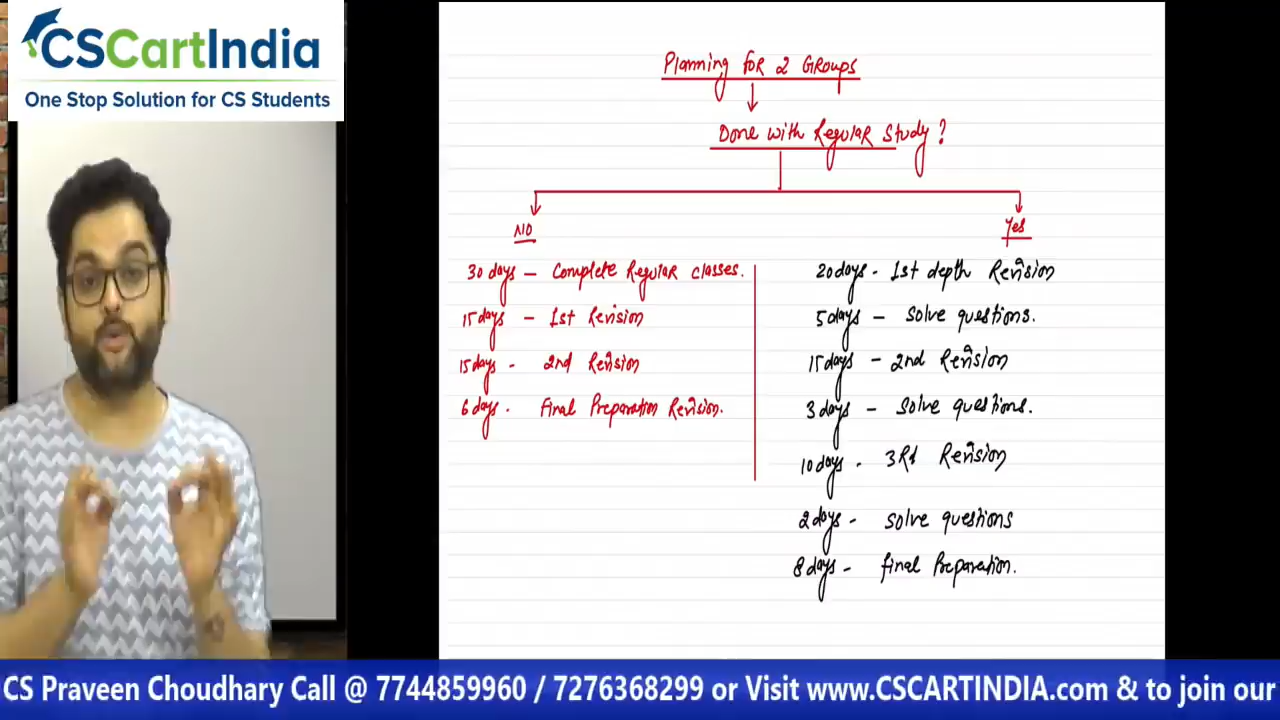 CSCartIndia
One Stop Solution for CS Students
Planning for 2 Groups
Done with Regular Study?
NO
30 days - Complete Regular classes.
15 days - 1st Revision
15 days - 2nd Revision
6 days - Final Preparation Revision.
Yes
20 days - 1st depth Revision
5 days - Solve questions.
15 days - 2nd Revision
3 days - Solve questions.
10 days - 3Rd Revision
2 days - Solve questions
8 days - final Preparation.
CS Praveen Choudhary Call @ 7744859960 / 7276368299 or Visit www.CSCARTINDIA.com & to join our